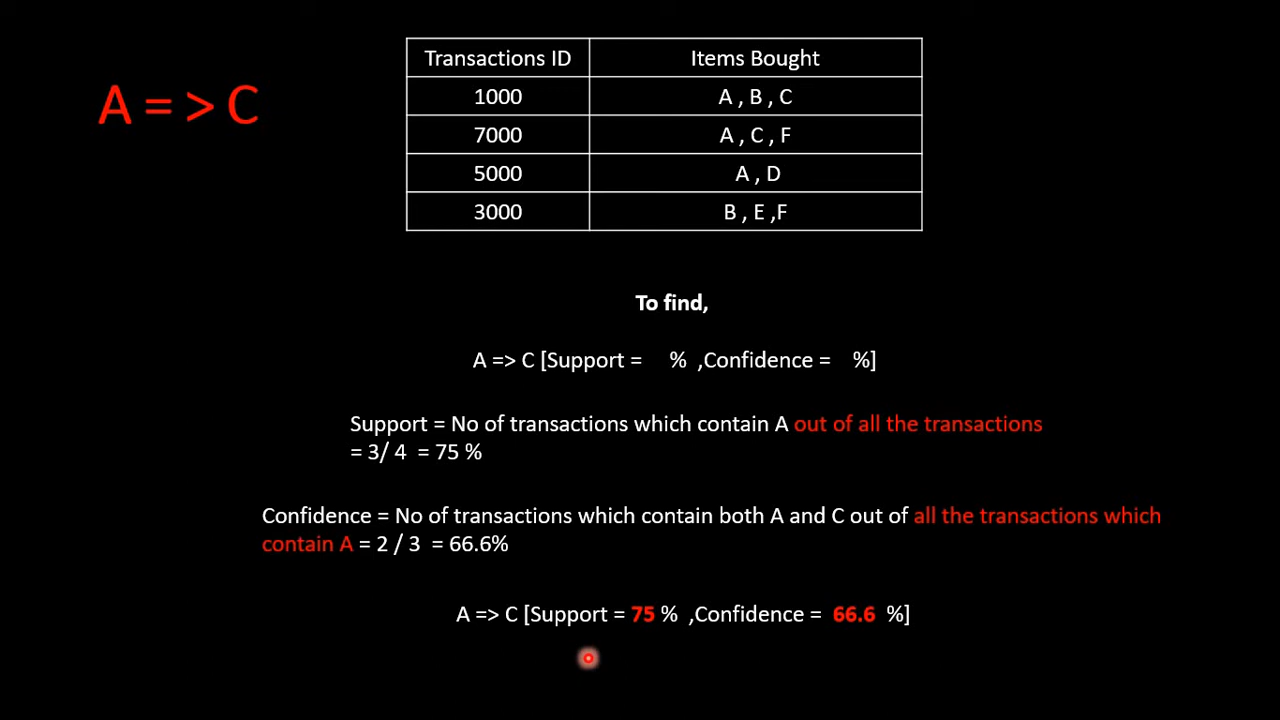 A = > C
Transactions ID Items Bought
1000 A , B , C
7000 A , C , F
5000 A , D
3000 B , E ,F
To find,
A => C [Support = % ,Confidence = %]
Support = No of transactions which contain A out of all the transactions
= 3/ 4 = 75 %
Confidence = No of transactions which contain both A and C out of all the transactions which
contain A = 2 / 3 = 66.6%
A => C [Support = 75 % ,Confidence = 66.6 %]